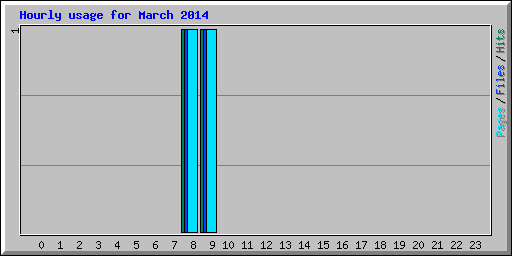 Hourly usage for March 2014
1
Pages/Files/Hits
0 1 2 3 4 5 6 7 8 9 10 11 12 13 14 15 16 17 18 19 20 21 22 23